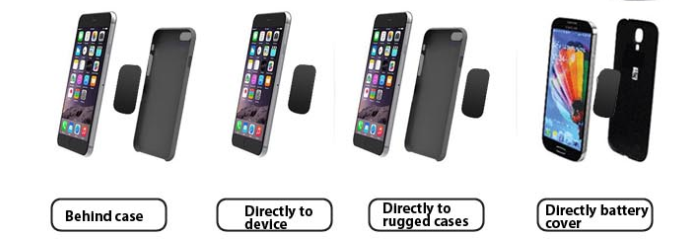 Behind case
Directly to
device
Directly to
rugged cases
Directly battery
cover